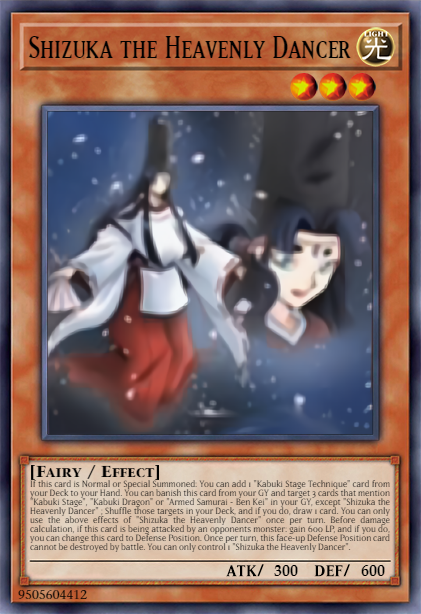 Shizuka the Heavenly Dancer
LIGHT
光
[Fairy / Effect]
If this card is Normal or Special Summoned: You can add 1 "Kabuki Stage Technique" card from
your Deck to your Hand. You can banish this card from your GY and target 3 cards that mention
"Kabuki Stage", "Kabuki Dragon" or "Armed Samurai - Ben Kei" in your GY, except "Shizuka the
Heavenly Dancer" ; Shuffle those targets in your Deck, and if you do, draw 1 card. You can only
use the above effects of "Shizuka the Heavenly Dancer" once per turn. Before damage
calculation, if this card is being attacked by an opponents monster: gain 600 LP, and if you do,
you can change this card to Defense Position. Once per turn, this face-up Defense Position card
cannot be destroyed by battle. You can only control 1 "Shizuka the Heavenly Dancer".
ATK/ 300 DEF/ 600
9505604412